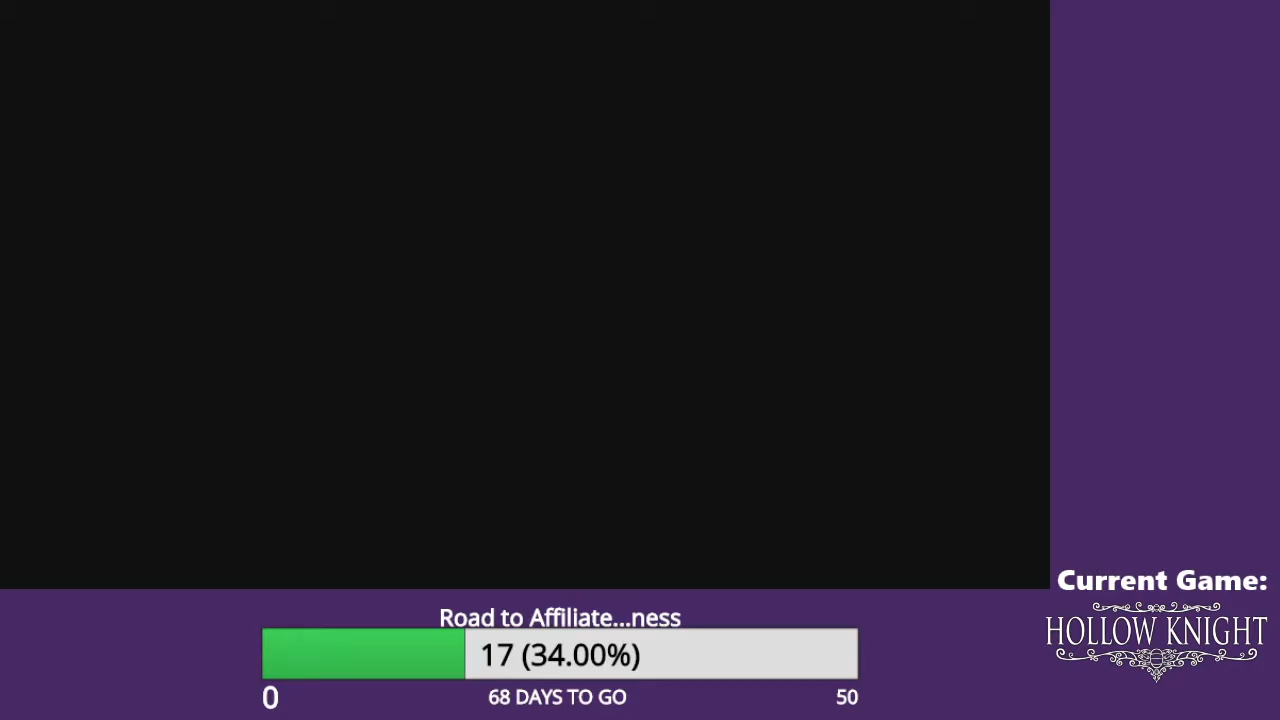 Current Game:
HOLLOW KNIGHT
Road to Affiliate...ness
17 (34.00%)
0
68 DAYS TO GO
50